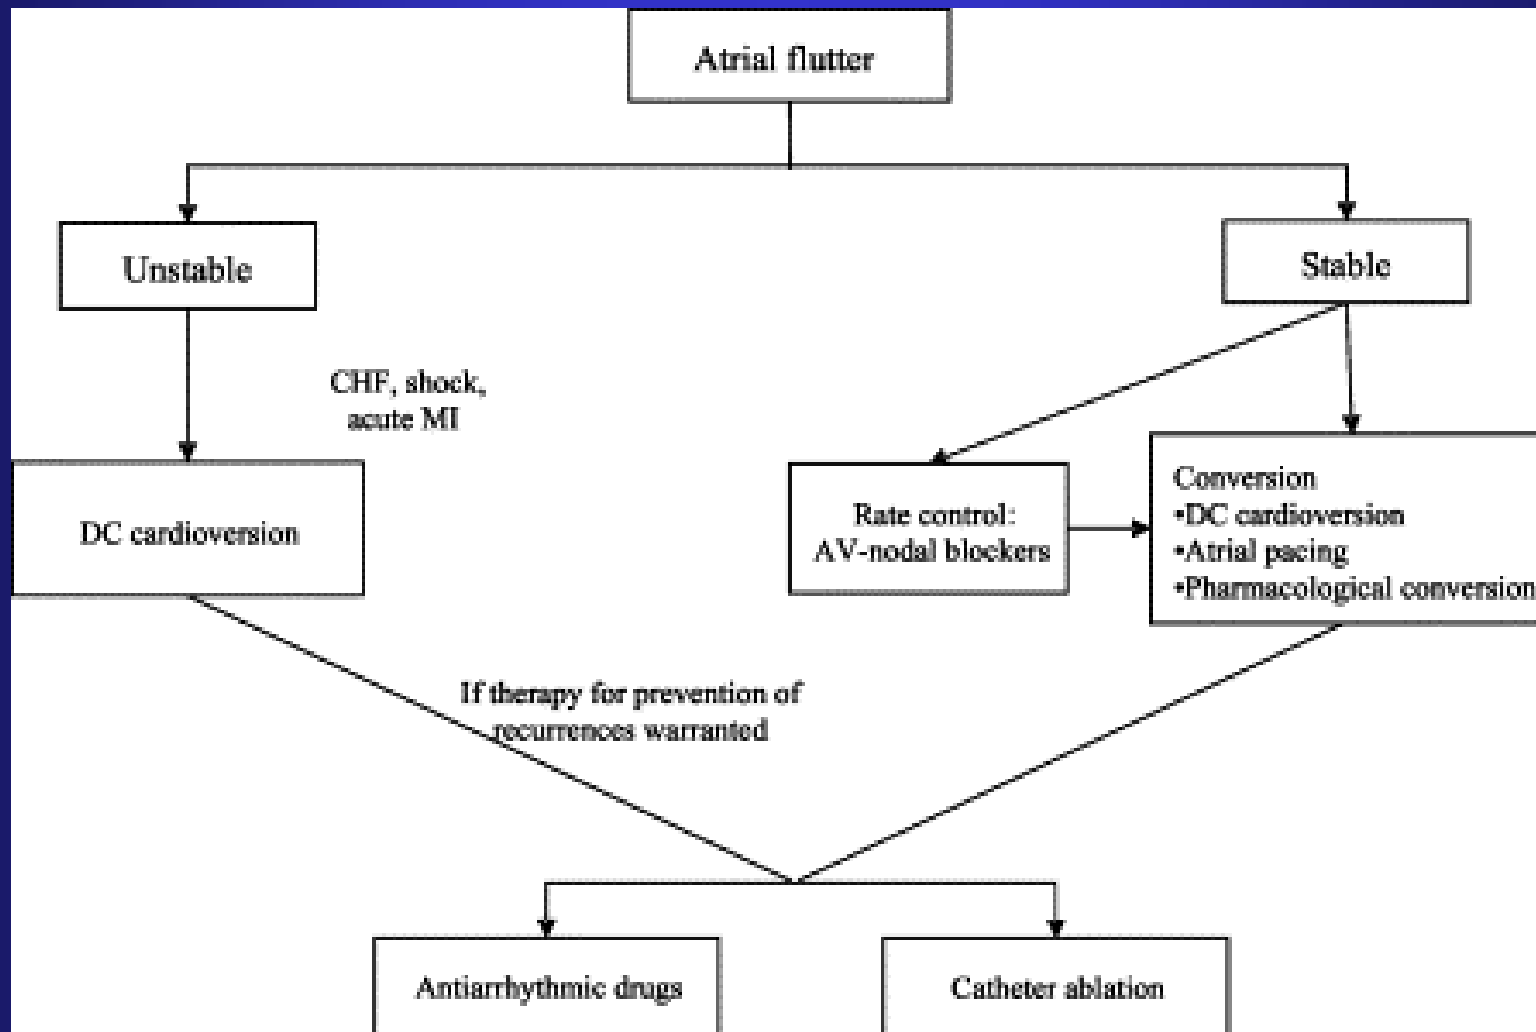 Atrial flutter
Unstable
Stable
CHF, shock,
acute MI
DC cardioversion
Rate control:
AV-nodal blockers
Conversion
•DC cardioversion
•Atrial pacing
•Pharmacological conversion
If therapy for prevention of
recurrences warranted
Antiarrhythmic drugs
Catheter ablation